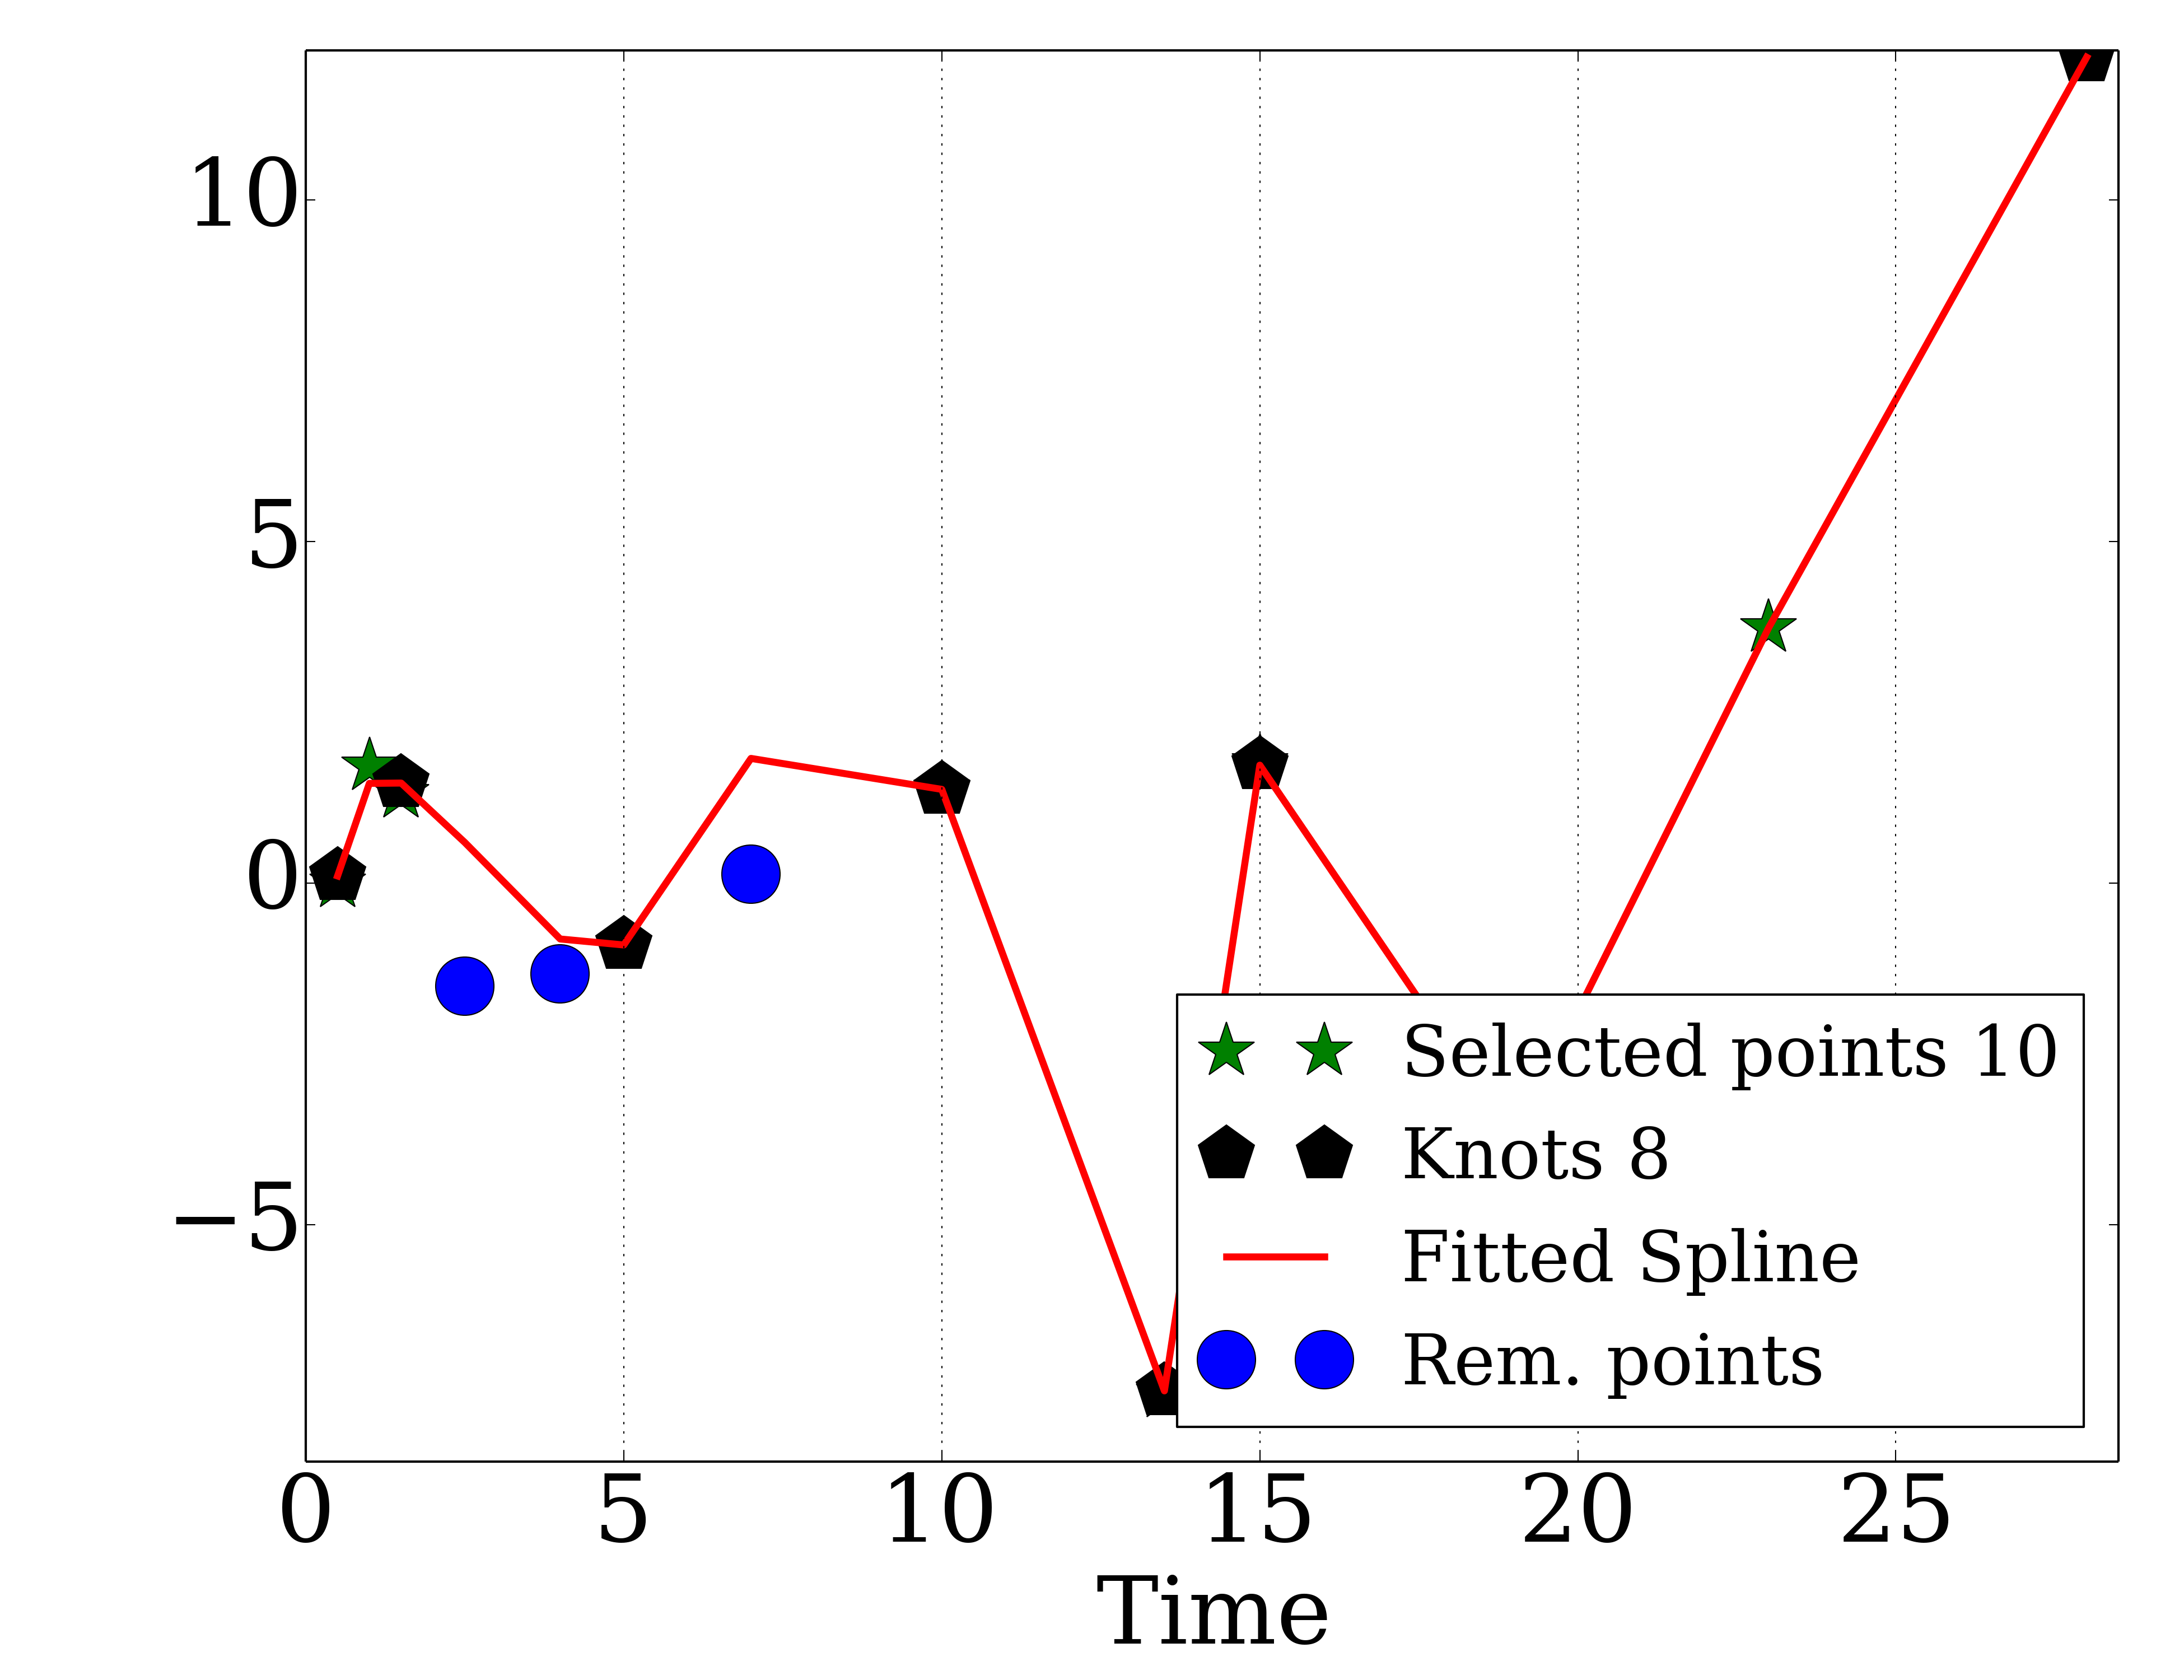 10
5
0
−5
Selected points 10
Knots 8
Fitted Spline
Rem. points
0 5 10 15 20 25
Time